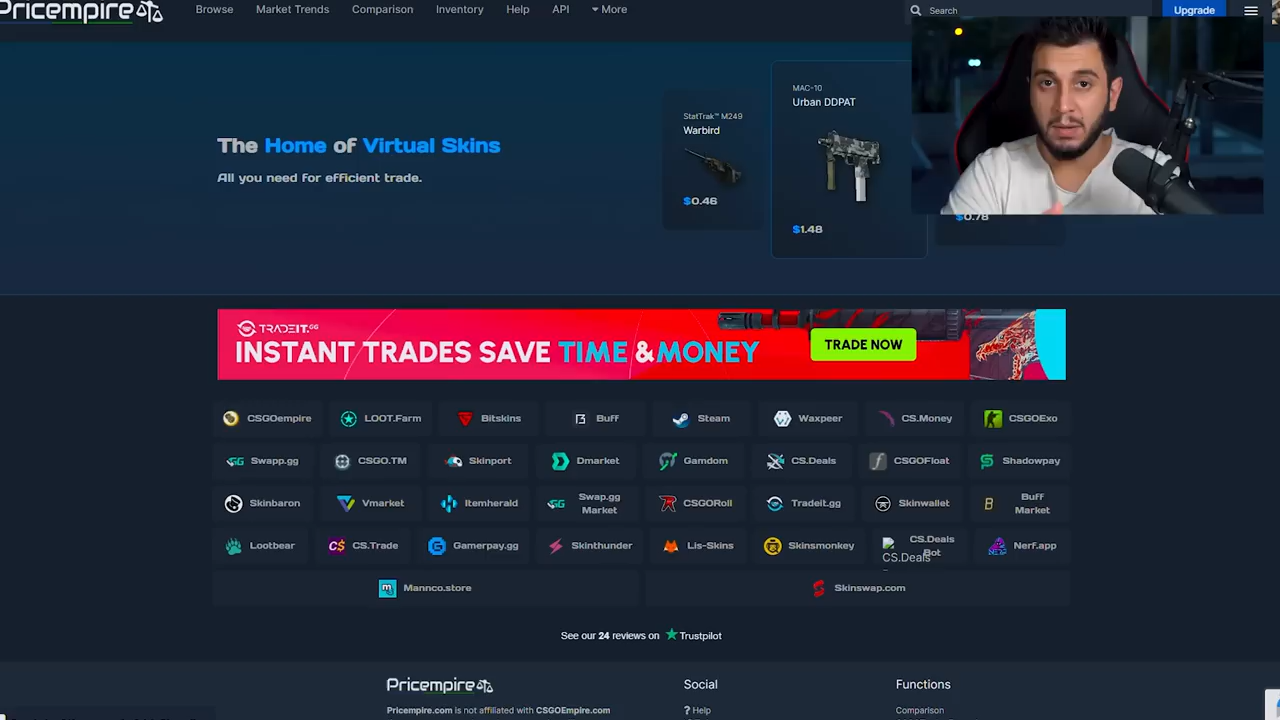 Pricempire
Browse
Market Trends
Comparison
Inventory
Help
API
More
Search
Upgrade
The Home of Virtual Skins
All you need for efficient trade.
StatTrak™ M249
Warbird
$0.46
MAC-10
Urban DDPAT
$1.48
$0.78
TRADEIT.GG
INSTANT TRADES SAVE TIME & MONEY
TRADE NOW
CSGOempire
LOOT.Farm
Bitskins
Buff
Steam
Waxpeer
CS.Money
CSGOExo
Swapp.gg
CSGO.TM
Skinport
Dmarket
Gamdom
CS.Deals
CSGOFloat
Shadowpay
Skinbaron
Vmarket
Itemherald
Swap.gg
Market
CSGORoll
Tradeit.gg
Skinwallet
Buff
Market
Lootbear
CS.Trade
Gamerpay.gg
Skinthunder
Lis-Skins
Skinsmonkey
CS.Deals
CS.Deals
Bot
Nerf.app
Mannco.store
Skinswap.com
See our 24 reviews on Trustpilot
Pricempire
Social
Functions
Pricempire.com is not affiliated with CSGOEmpire.com
? Help
Comparison